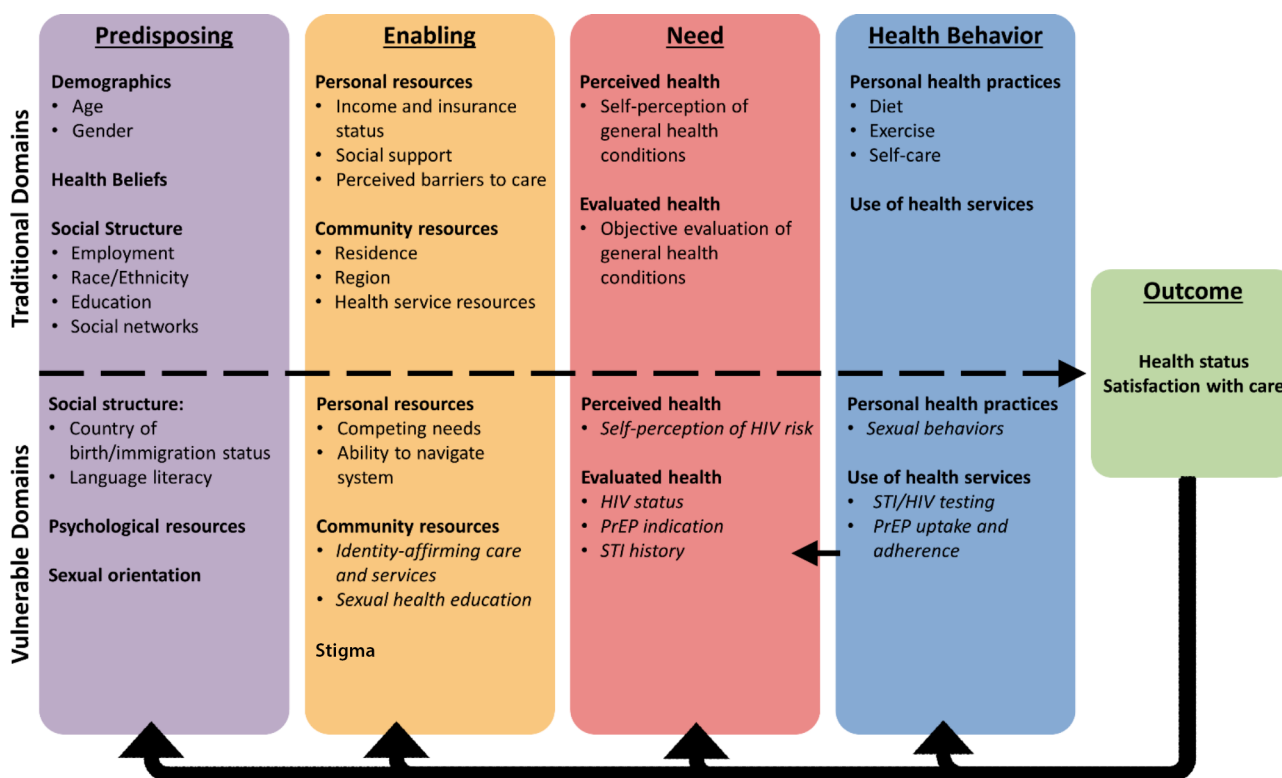 Traditional Domains
Predisposing
Demographics
• Age
• Gender
Health Beliefs
Social Structure
• Employment
• Race/Ethnicity
• Education
• Social networks
Enabling
Personal resources
• Income and insurance
status
• Social support
• Perceived barriers to care
Community resources
• Residence
• Region
• Health service resources
Need
Perceived health
• Self-perception of
general health
conditions
Evaluated health
• Objective evaluation of
general health
conditions
Health Behavior
Personal health practices
• Diet
• Exercise
• Self-care
Use of health services
Vulnerable Domains
Social structure:
• Country of
birth/immigration status
• Language literacy
Psychological resources
Sexual orientation
Personal resources
• Competing needs
• Ability to navigate
system
Community resources
• Identity-affirming care
and services
• Sexual health education
Stigma
Perceived health
• Self-perception of HIV risk
Evaluated health
• HIV status
• PrEP indication
• STI history
Personal health practices
• Sexual behaviors
Use of health services
• STI/HIV testing
• PrEP uptake and
adherence
Outcome
Health status
Satisfaction with care